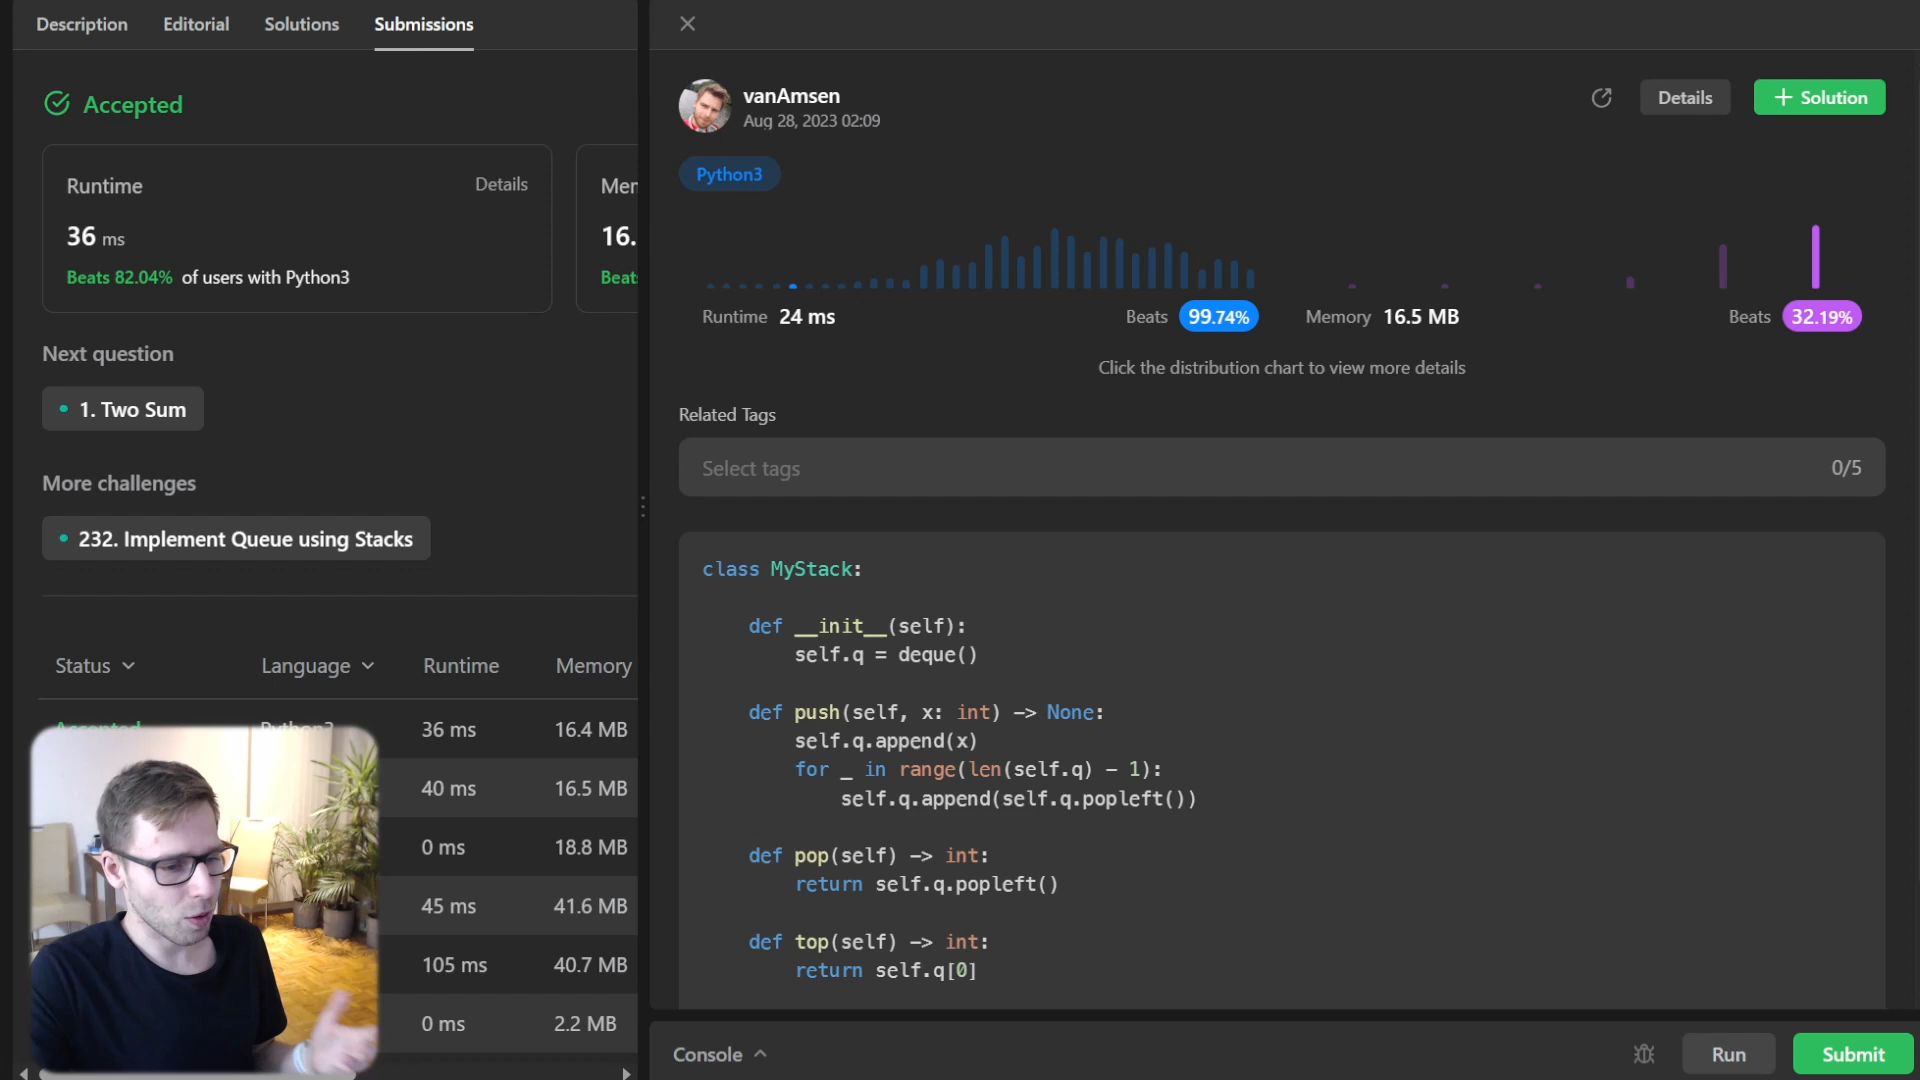 Description Editorial Solutions Submissions
Accepted
Runtime Details
36 ms
Beats 82.04% of users with Python3
Mem
16.
Beats
Next question
1. Two Sum
More challenges
232. Implement Queue using Stacks
Status Language Runtime Memory
Accepted Python3 36 ms 16.4 MB
40 ms 16.5 MB
0 ms 18.8 MB
45 ms 41.6 MB
105 ms 40.7 MB
0 ms 2.2 MB
vanAmsen
Aug 28, 2023 02:09
Details + Solution
Python3
Runtime 24 ms Beats 99.74% Memory 16.5 MB Beats 32.19%
Click the distribution chart to view more details
Related Tags
Select tags 0/5
class MyStack:
def __init__(self):
self.q = deque()
def push(self, x: int) -> None:
self.q.append(x)
for _ in range(len(self.q) - 1):
self.q.append(self.q.popleft())
def pop(self) -> int:
return self.q.popleft()
def top(self) -> int:
return self.q[0]
Console Run Submit